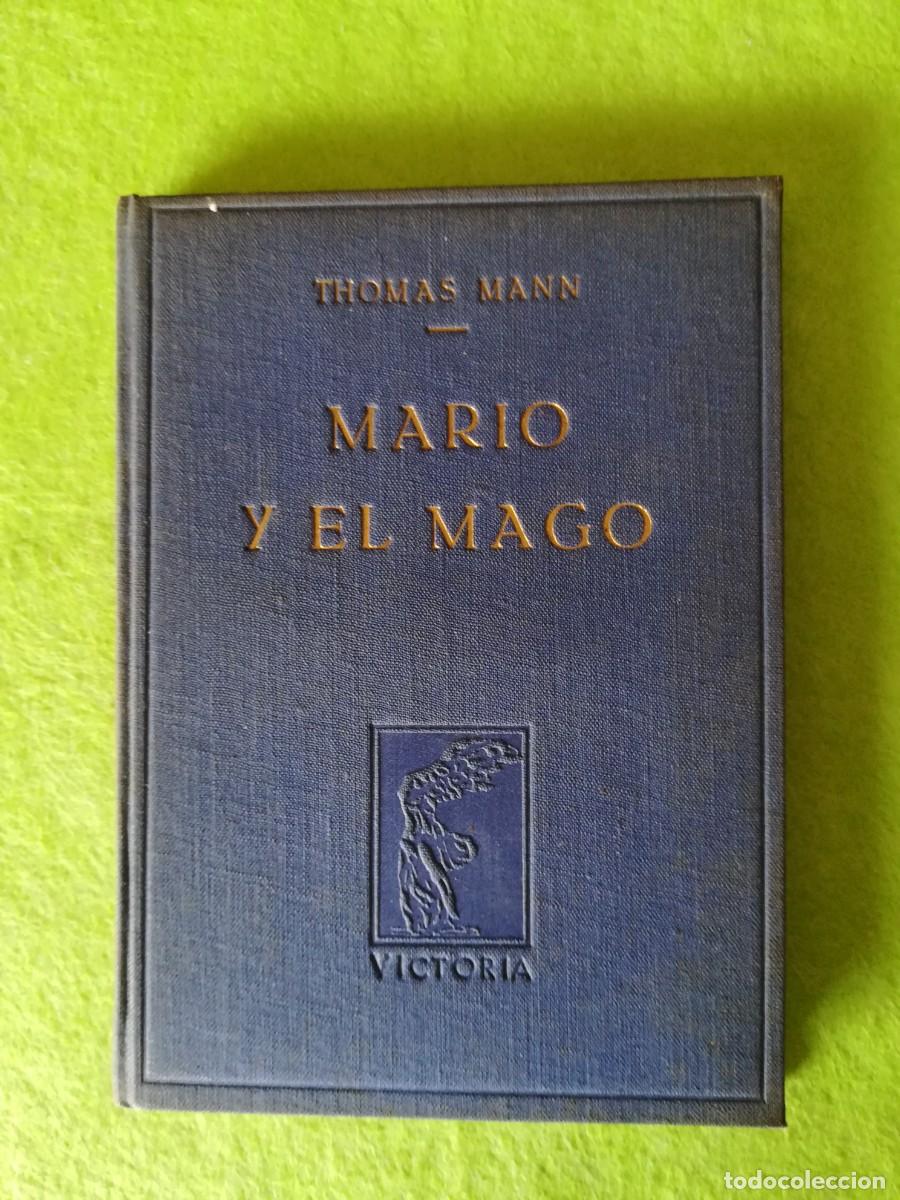 THOMAS MANN
MARIO
Y EL MAGO
VICTORIA
todocoleccion